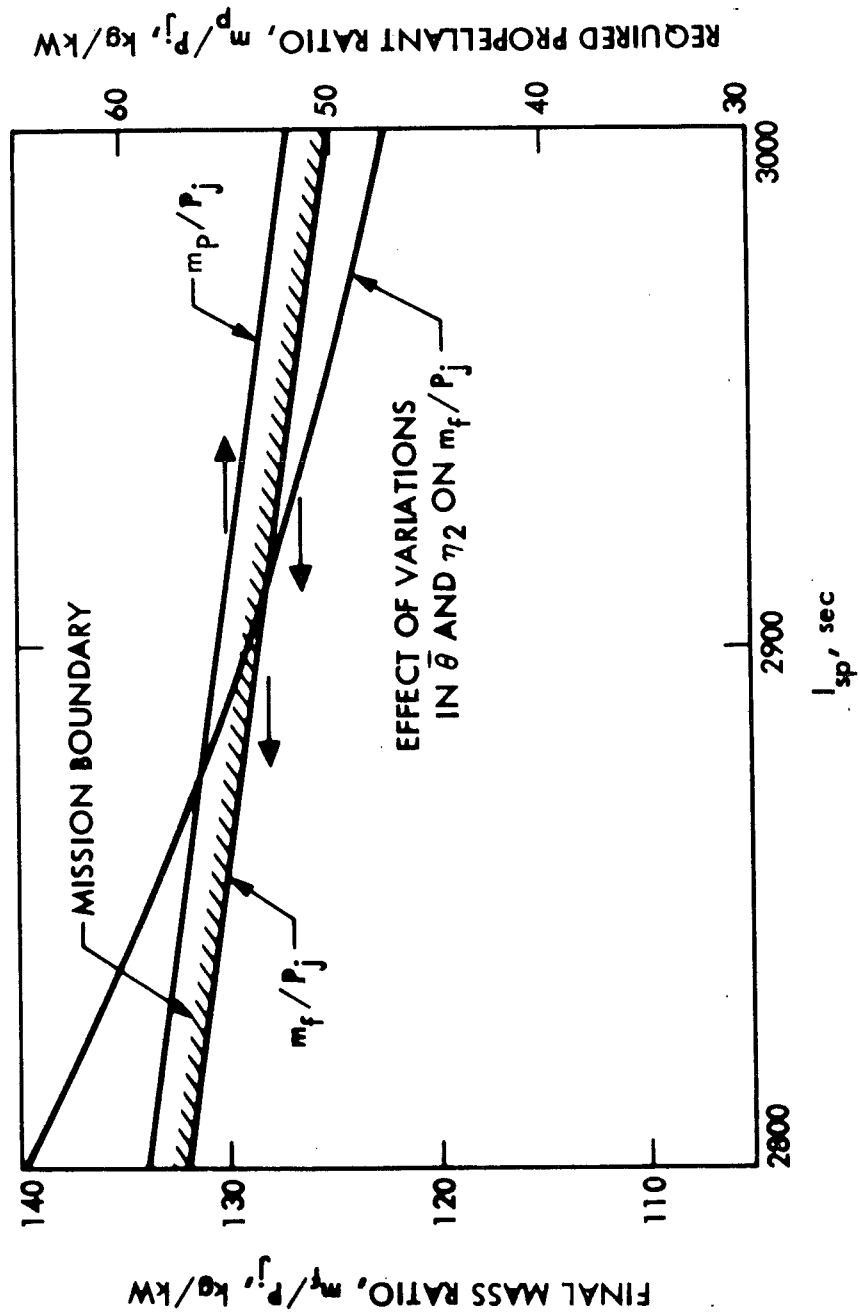 FINAL MASS RATIO, m_f/P_j, kg/kW
140
130
120
110
REQUIRED PROPELLANT RATIO, m_p/P_j, kg/kW
60
50
40
30
MISSION BOUNDARY
m_p/P_j
m_f/P_j
EFFECT OF VARIATIONS
IN θ̄ AND η2 ON m_f/P_j
2800
2900
3000
I_sp, sec